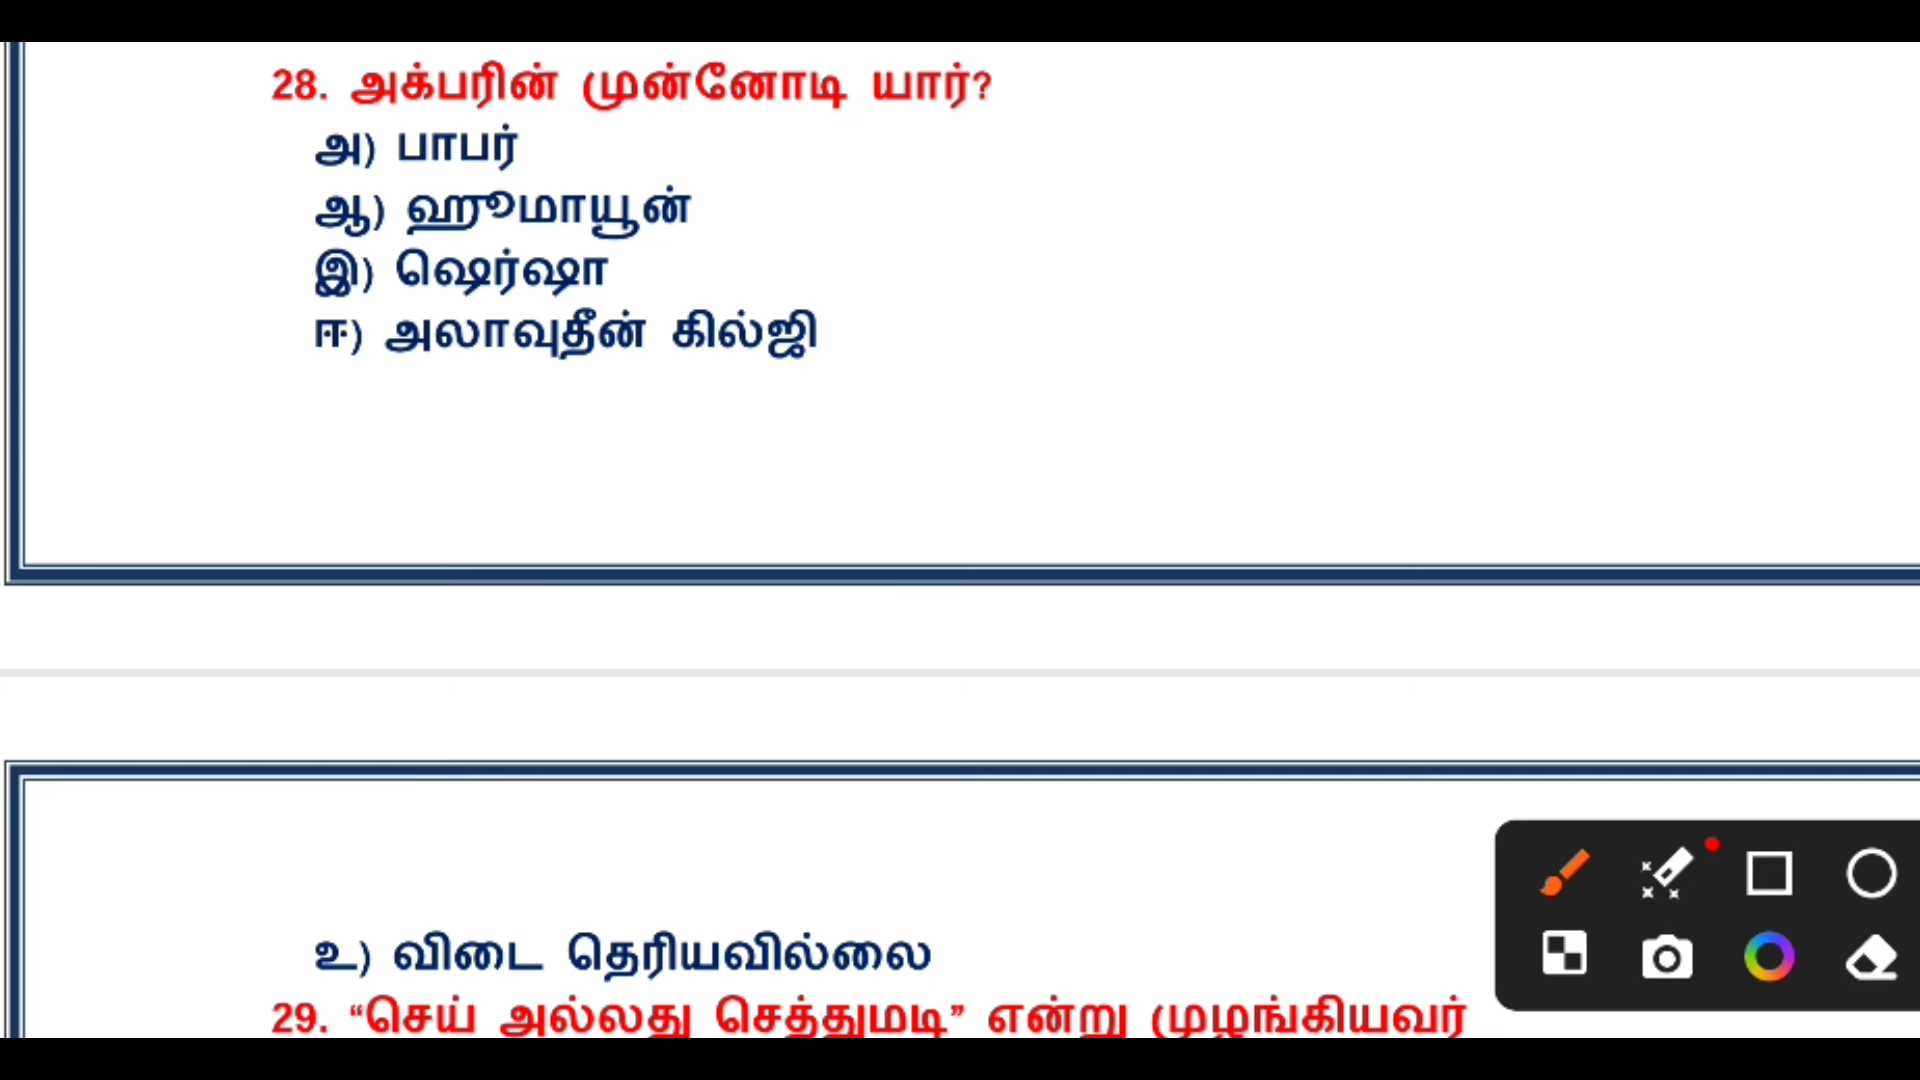 28. அக்பரின் முன்னோடி யார்?
அ) பாபர்
ஆ) ஹூமாயூன்
இ) ஷெர்ஷா
ஈ) அலாவுதீன் கில்ஜி
உ) விடை தெரியவில்லை
29. “செய் அல்லது செத்துமடி” என்று முழங்கியவர்